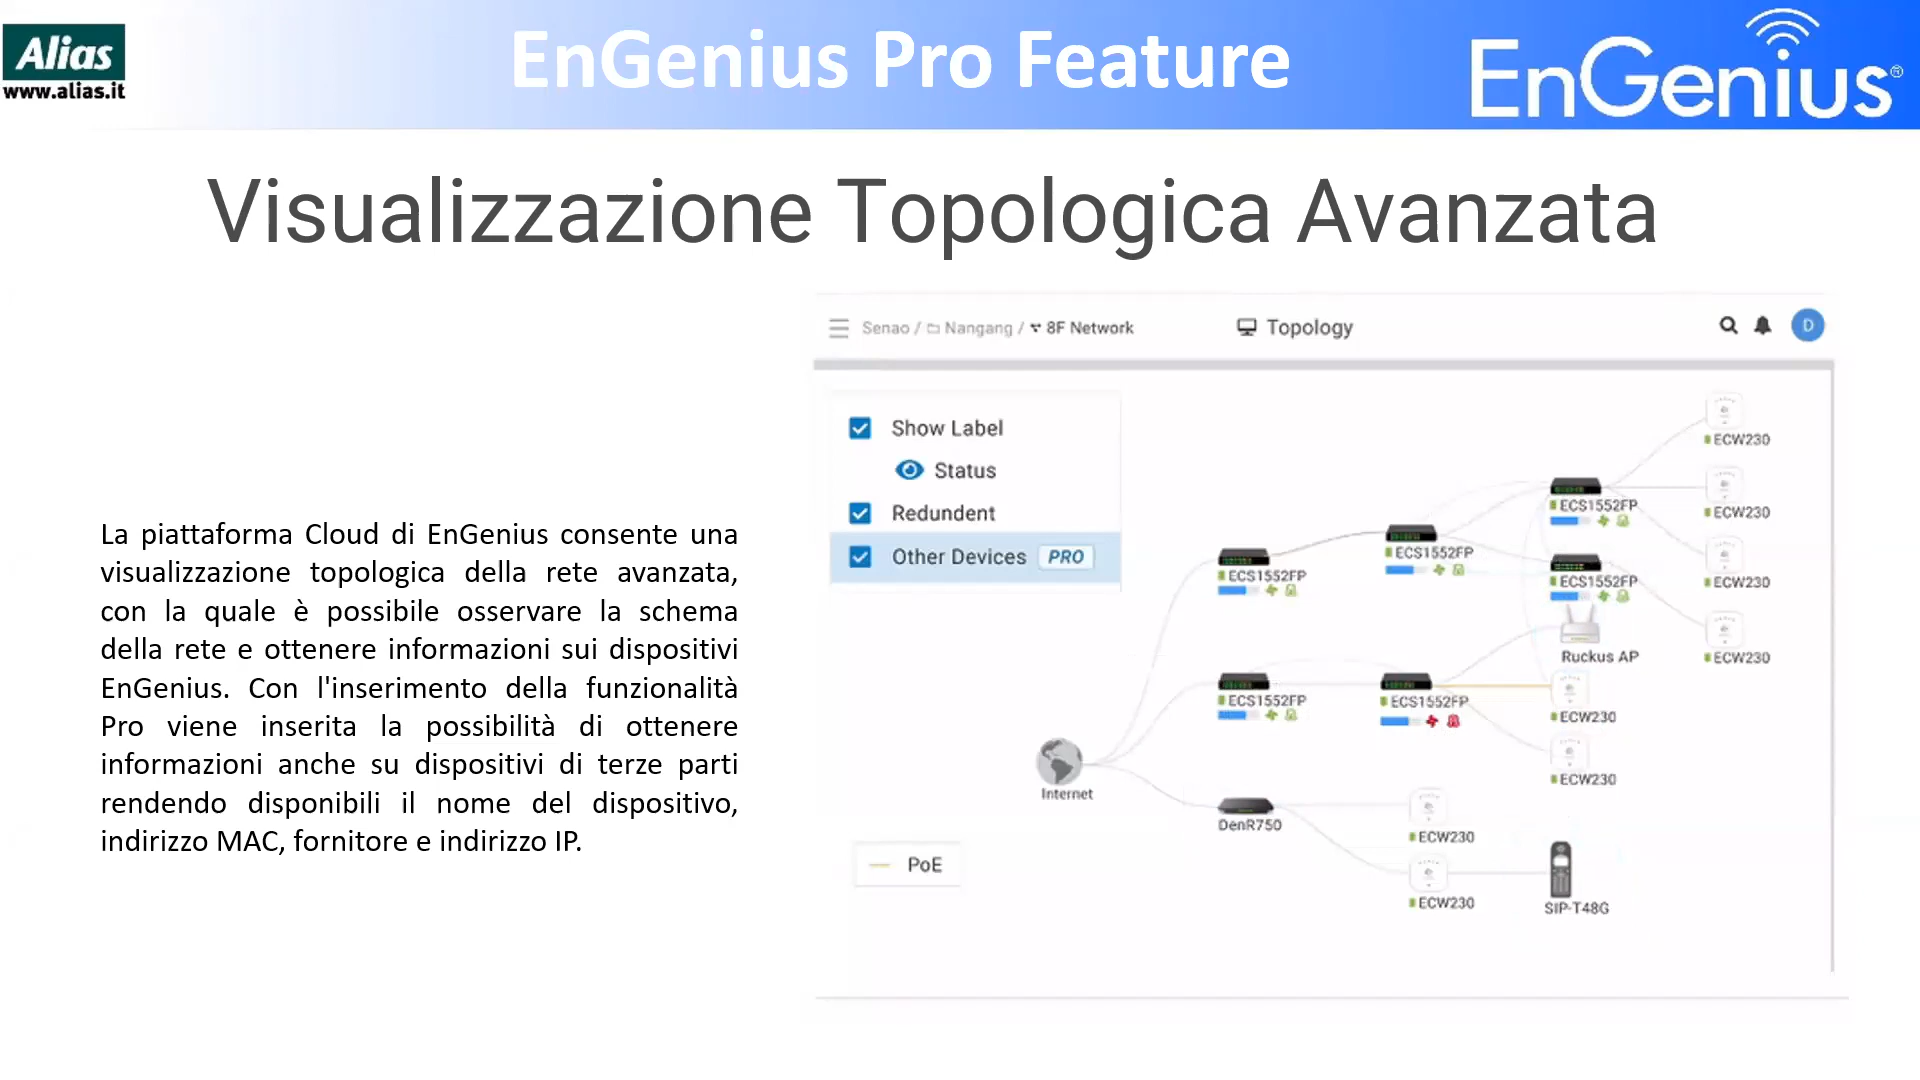 Alias
www.alias.it
EnGenius Pro Feature
EnGenius®
Visualizzazione Topologica Avanzata
La piattaforma Cloud di EnGenius consente una
visualizzazione topologica della rete avanzata,
con la quale è possibile osservare la schema
della rete e ottenere informazioni sui dispositivi
EnGenius. Con l'inserimento della funzionalità
Pro viene inserita la possibilità di ottenere
informazioni anche su dispositivi di terze parti
rendendo disponibili il nome del dispositivo,
indirizzo MAC, fornitore e indirizzo IP.
Senao / Nangang / 8F Network
Topology
D
Show Label
Status
Redundent
Other Devices PRO
PoE
Internet
ECS1552FP
ECS1552FP
ECS1552FP
ECS1552FP
ECW230
ECW230
ECW230
ECW230
Ruckus AP
ECS1552FP
ECS1552FP
ECW230
ECW230
DenR750
ECW230
ECW230
SIP-T48G